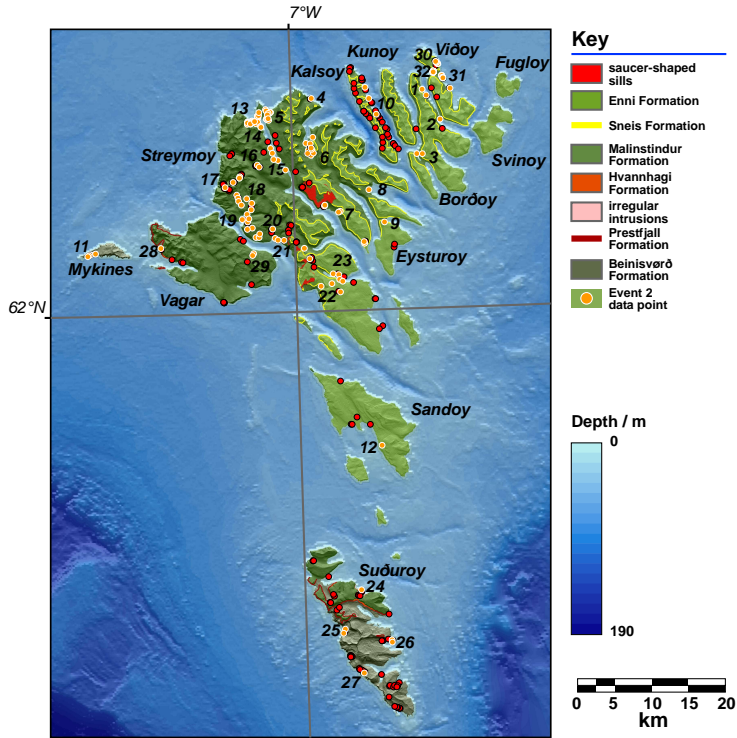 7°W
30 Viðoy
Kunoy
Fugloy
Kalsoy
32
31
4
10
1
13
5
2
14
Svinoy
Streymoy
16
6
3
15
17
8
Borðoy
18
7
9
19
20
11
28
21
23
Eysturoy
Mykines
29
22
Vagar
62°N
Sandoy
12
Suðuroy
24
25
26
27
Key
saucer-shaped
sills
Enni Formation
Sneis Formation
Malinstindur
Formation
Hvannhagi
Formation
irregular
intrusions
Prestfjall
Formation
Beinisvørð
Formation
Event 2
data point
Depth / m
0
190
0 5 10 15 20
km